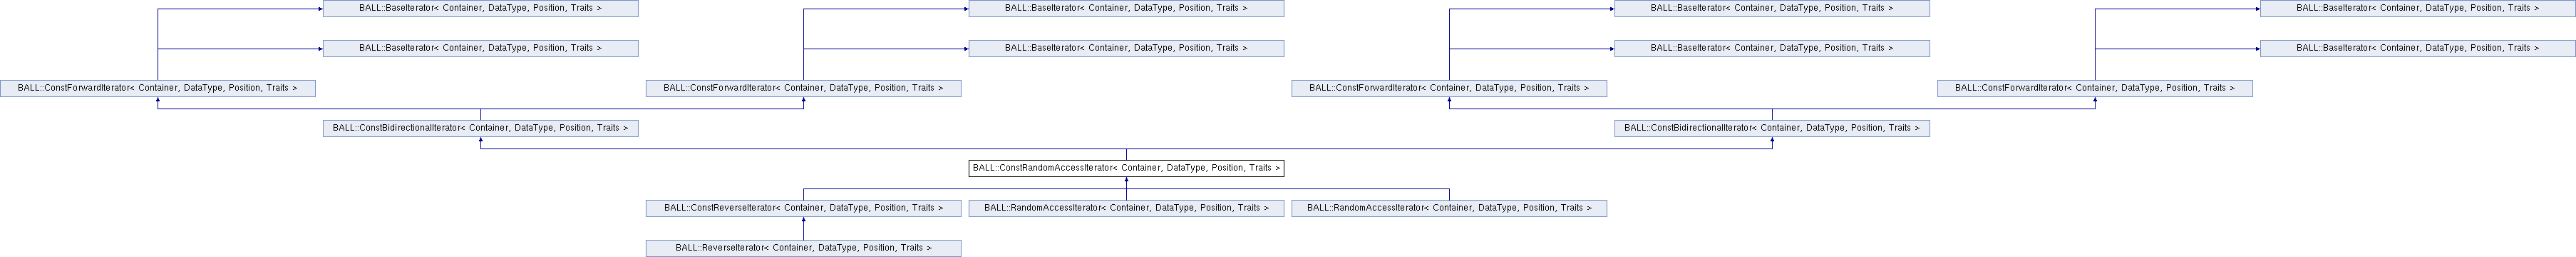 BALL::BaseIterator< Container, DataType, Position, Traits >
BALL::BaseIterator< Container, DataType, Position, Traits >
BALL::BaseIterator< Container, DataType, Position, Traits >
BALL::BaseIterator< Container, DataType, Position, Traits >
BALL::BaseIterator< Container, DataType, Position, Traits >
BALL::BaseIterator< Container, DataType, Position, Traits >
BALL::BaseIterator< Container, DataType, Position, Traits >
BALL::BaseIterator< Container, DataType, Position, Traits >
BALL::ConstForwardIterator< Container, DataType, Position, Traits >
BALL::ConstForwardIterator< Container, DataType, Position, Traits >
BALL::ConstForwardIterator< Container, DataType, Position, Traits >
BALL::ConstForwardIterator< Container, DataType, Position, Traits >
BALL::ConstBidirectionalIterator< Container, DataType, Position, Traits >
BALL::ConstBidirectionalIterator< Container, DataType, Position, Traits >
BALL::ConstRandomAccessIterator< Container, DataType, Position, Traits >
BALL::ConstReverseIterator< Container, DataType, Position, Traits >
BALL::RandomAccessIterator< Container, DataType, Position, Traits >
BALL::RandomAccessIterator< Container, DataType, Position, Traits >
BALL::ReverseIterator< Container, DataType, Position, Traits >